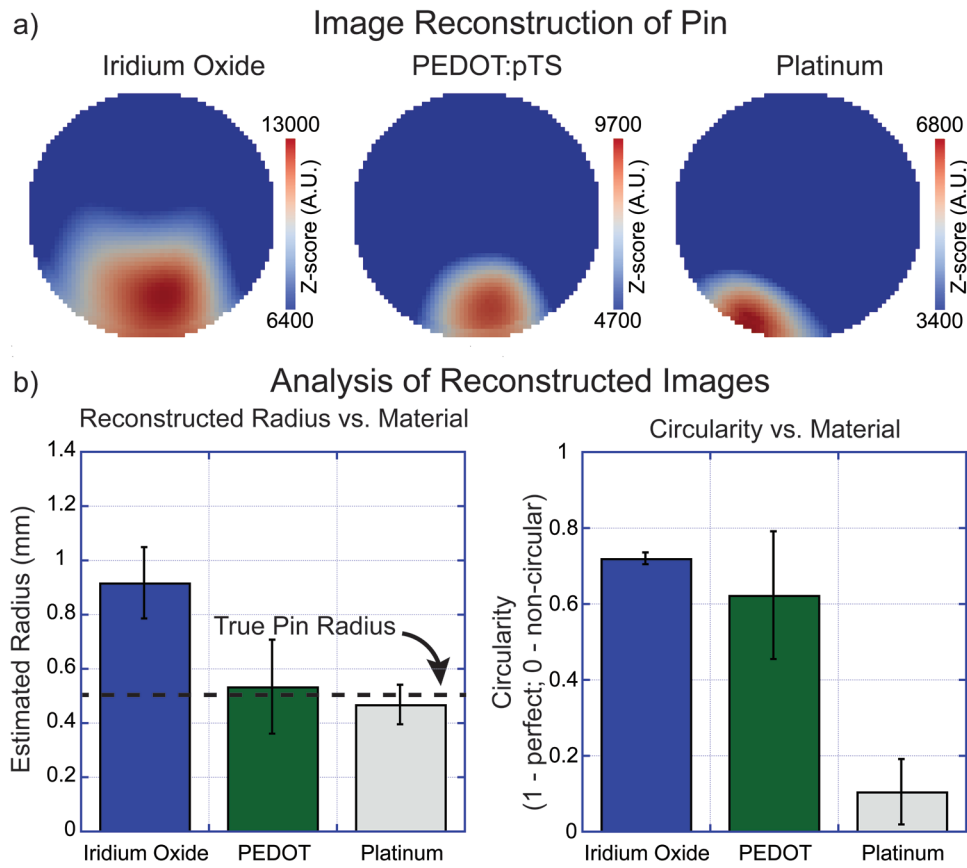 a)
Image Reconstruction of Pin
Iridium Oxide
PEDOT:pTS
Platinum
13000
Z-score (A.U.)
6400
9700
Z-score (A.U.)
4700
6800
Z-score (A.U.)
3400
b)
Analysis of Reconstructed Images
Reconstructed Radius vs. Material
Estimated Radius (mm)
1.4
1.2
1
0.8
0.6
0.4
0.2
0
True Pin Radius
Iridium Oxide
PEDOT
Platinum
Circularity vs. Material
Circularity
(1 - perfect; 0 - non-circular)
1
0.8
0.6
0.4
0.2
0
Iridium Oxide
PEDOT
Platinum